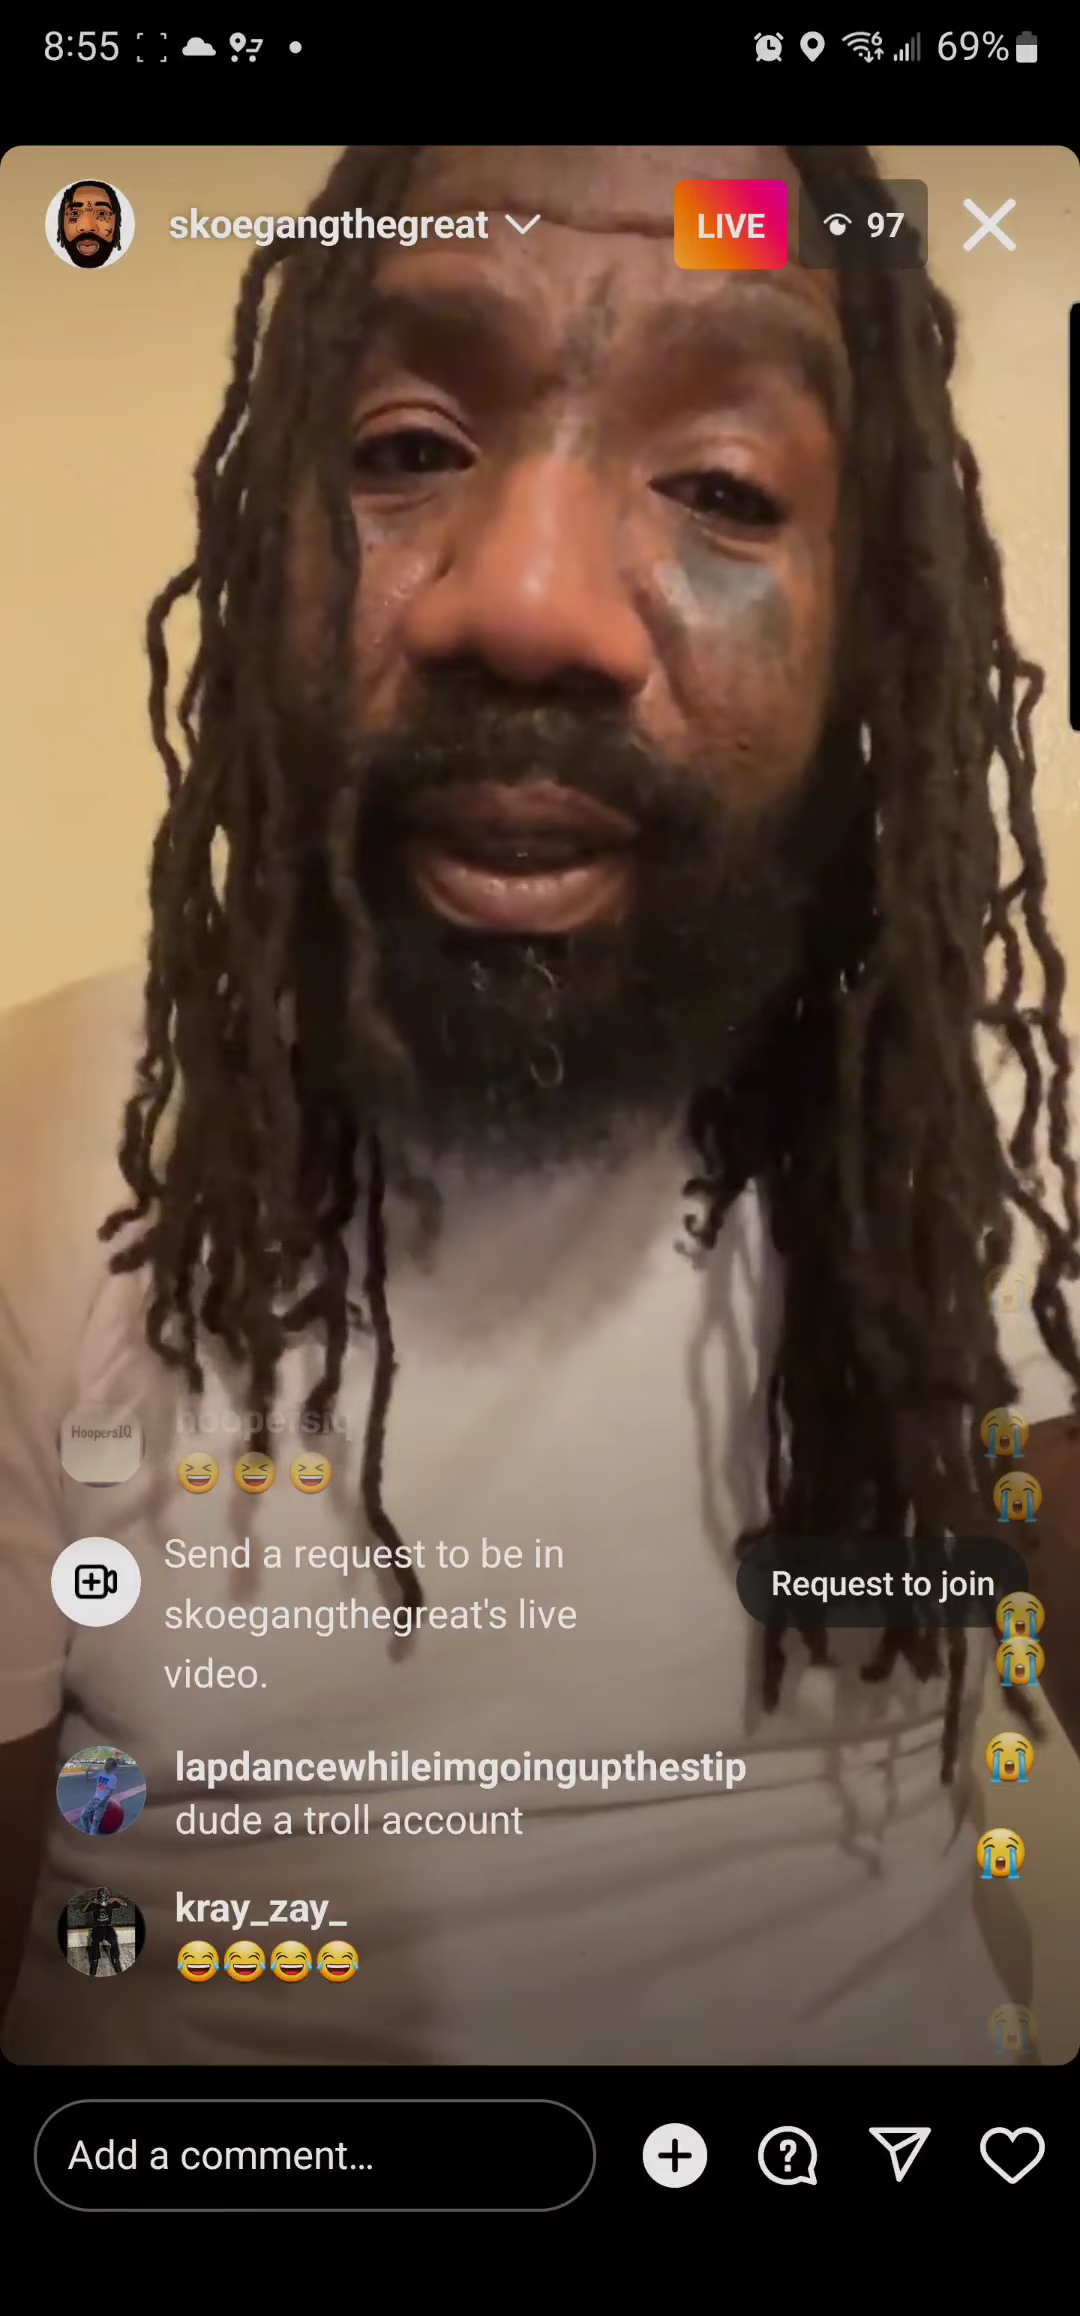 8:55
69%
skoegangthegreat
LIVE
97
HoopersIQ
hoopersiq
😆 😆 😆
Send a request to be in
skoegangthegreat's live
video.
Request to join
lapdancewhileimgoingupthestip
dude a troll account
kray_zay_
😂😂😂😂
Add a comment...